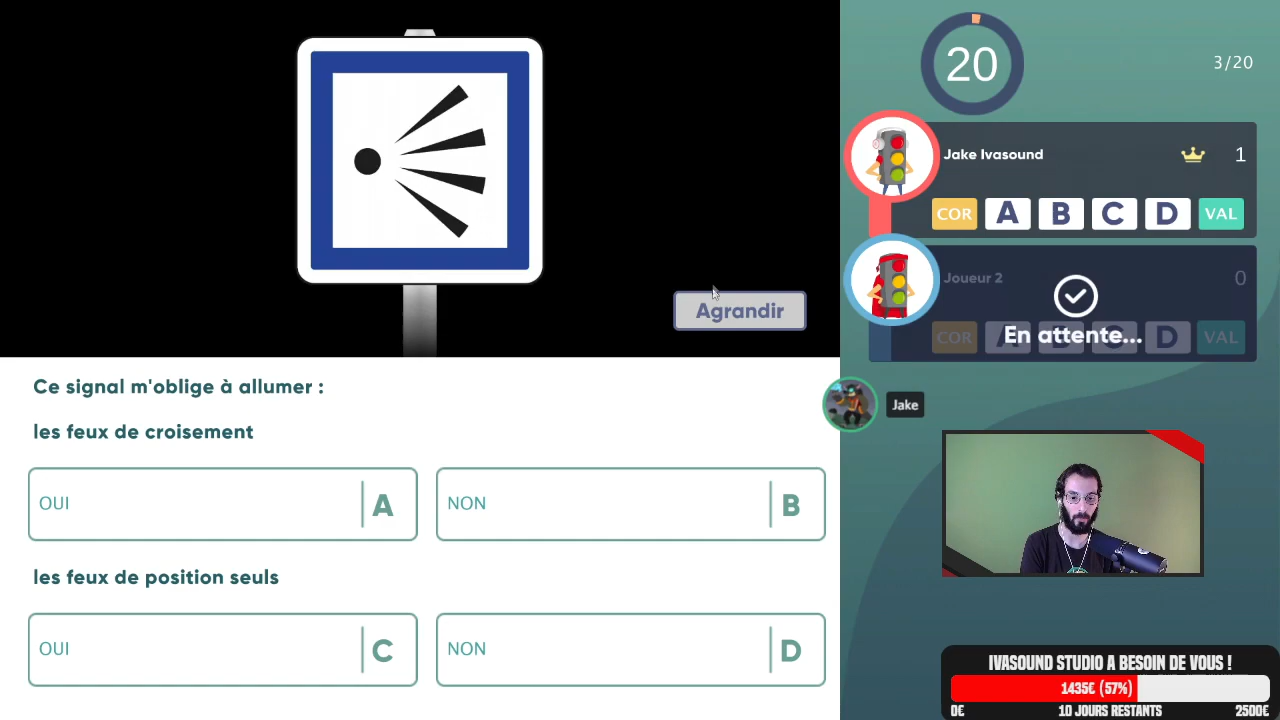 20
3/20
Jake Ivasound
1
COR A B C D VAL
Joueur 2
0
En attente...
COR A B C D VAL
Agrandir
Ce signal m'oblige à allumer :
les feux de croisement
OUI A
NON B
les feux de position seuls
OUI C
NON D
Jake
IVASOUND STUDIO A BESOIN DE VOUS !
1435€ (57%)
0€ 10 JOURS RESTANTS 2500€